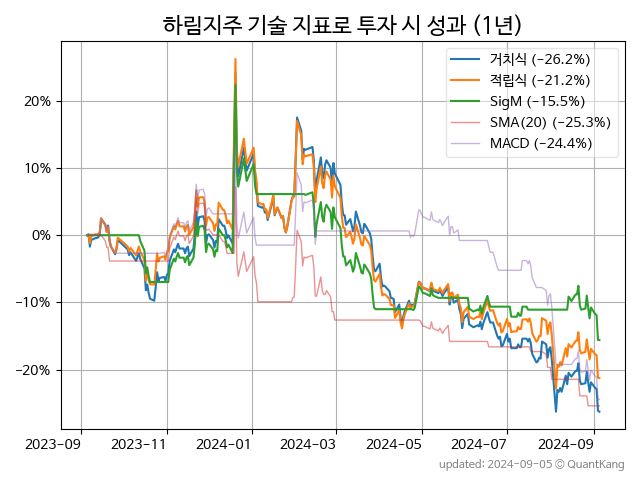 하림지주 기술 지표로 투자 시 성과 (1년)
거치식 (−26.2%)
적립식 (−21.2%)
SigM (−15.5%)
SMA(20) (−25.3%)
MACD (−24.4%)
20%
10%
0%
−10%
−20%
2023-09 2023-11 2024-01 2024-03 2024-05 2024-07 2024-09
updated: 2024-09-05 © QuantKang